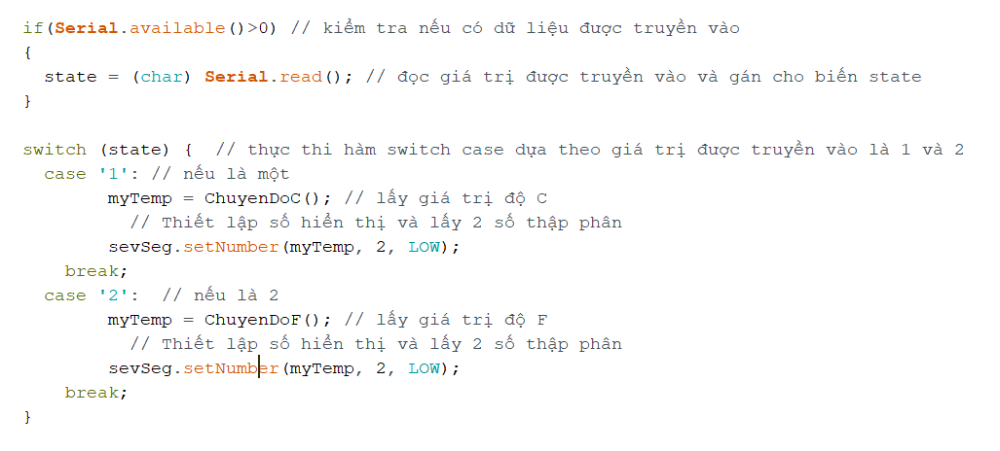 if(Serial.available()>0) // kiểm tra nếu có dữ liệu được truyền vào
{
  state = (char) Serial.read(); // đọc giá trị được truyền vào và gán cho biến state
}

switch (state) {  // thực thi hàm switch case dựa theo giá trị được truyền vào là 1 và 2
  case '1': // nếu là một
        myTemp = ChuyenDoC(); // lấy giá trị độ C
          // Thiết lập số hiển thị và lấy 2 số thập phân
        sevSeg.setNumber(myTemp, 2, LOW);
    break;
  case '2':  // nếu là 2
        myTemp = ChuyenDoF(); // lấy giá trị độ F
          // Thiết lập số hiển thị và lấy 2 số thập phân
        sevSeg.setNumber(myTemp, 2, LOW);
    break;
}